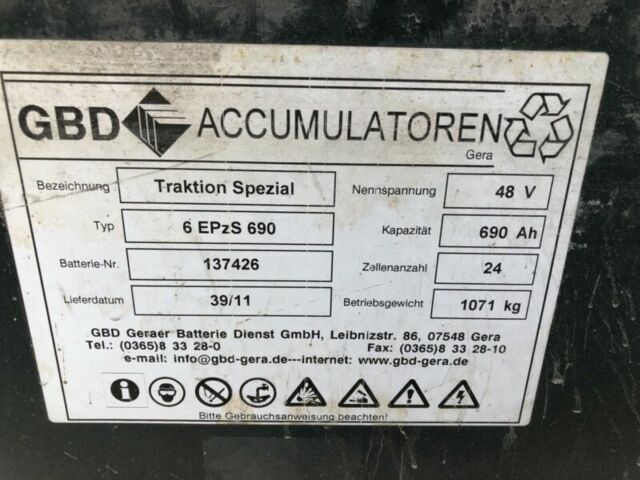 GBD ACCUMULATOREN
Gera
Bezeichnung Traktion Spezial Nennspannung 48 V
Typ 6 EPzS 690 Kapazität 690 Ah
Batterie-Nr. 137426 Zellenanzahl 24
Lieferdatum 39/11 Betriebsgewicht 1071 kg
GBD Geraer Batterie Dienst GmbH, Leibnizstr. 86, 07548 Gera
Tel.: (0365)8 33 28-0 Fax: (0365)8 33 28-10
e-mail: info@gbd-gera.de---internet: www.gbd-gera.de
Bitte Gebrauchsanweisung beachten!